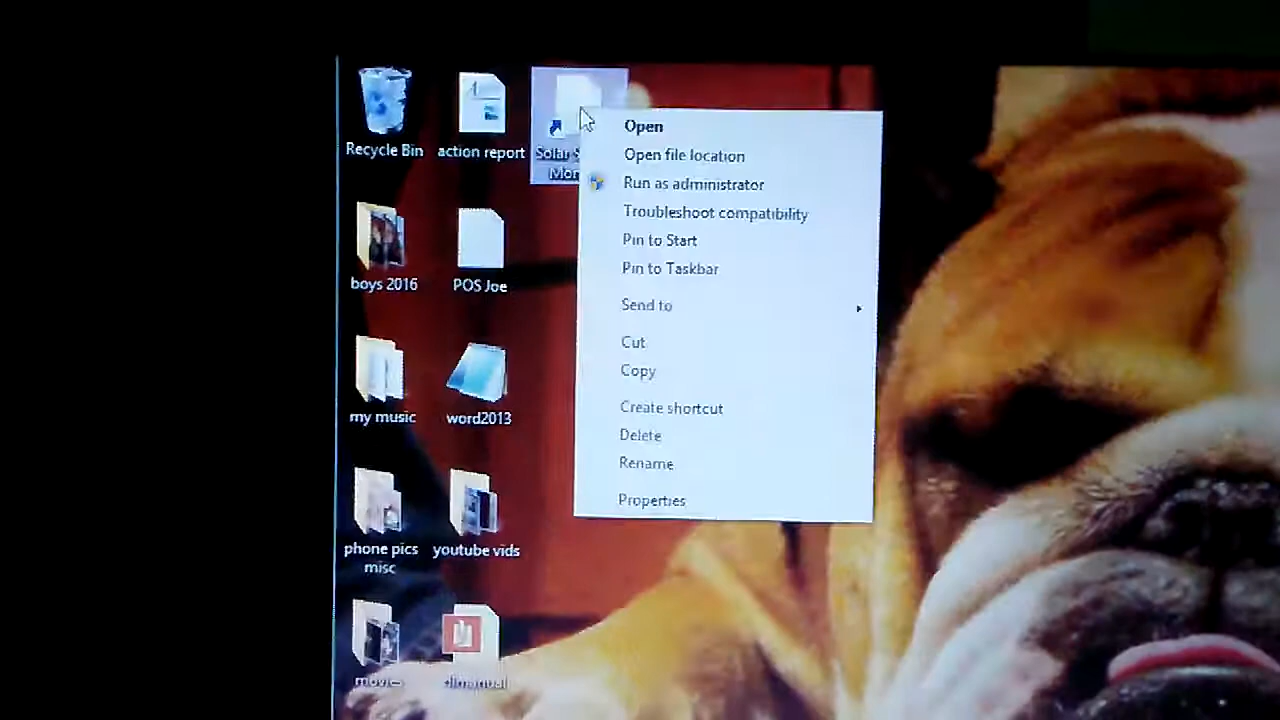 Recycle Bin
action report
Solar
Mon
Open
Open file location
Run as administrator
Troubleshoot compatibility
Pin to Start
Pin to Taskbar
Send to
Cut
Copy
Create shortcut
Delete
Rename
Properties
boys 2016
POS Joe
my music
word2013
phone pics
misc
youtube vids
movies